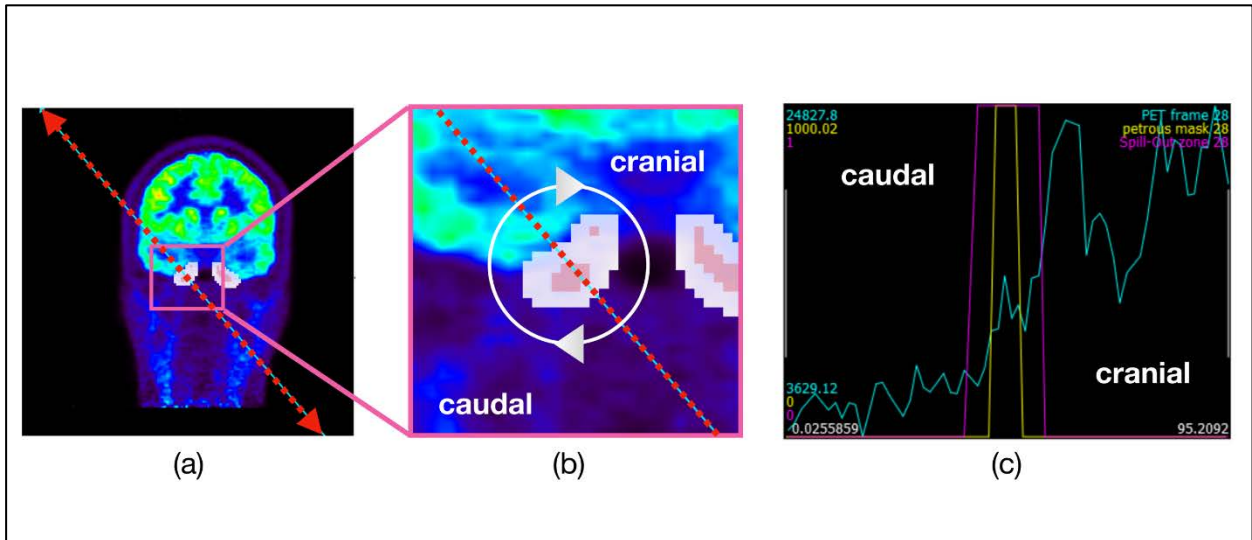 cranial
caudal
24827.8
1000.02
1
PET frame 28
petrous mask 28
Spill-Out zone 28
caudal
cranial
3629.12
0
0
0.0255859
95.2092
(a)
(b)
(c)